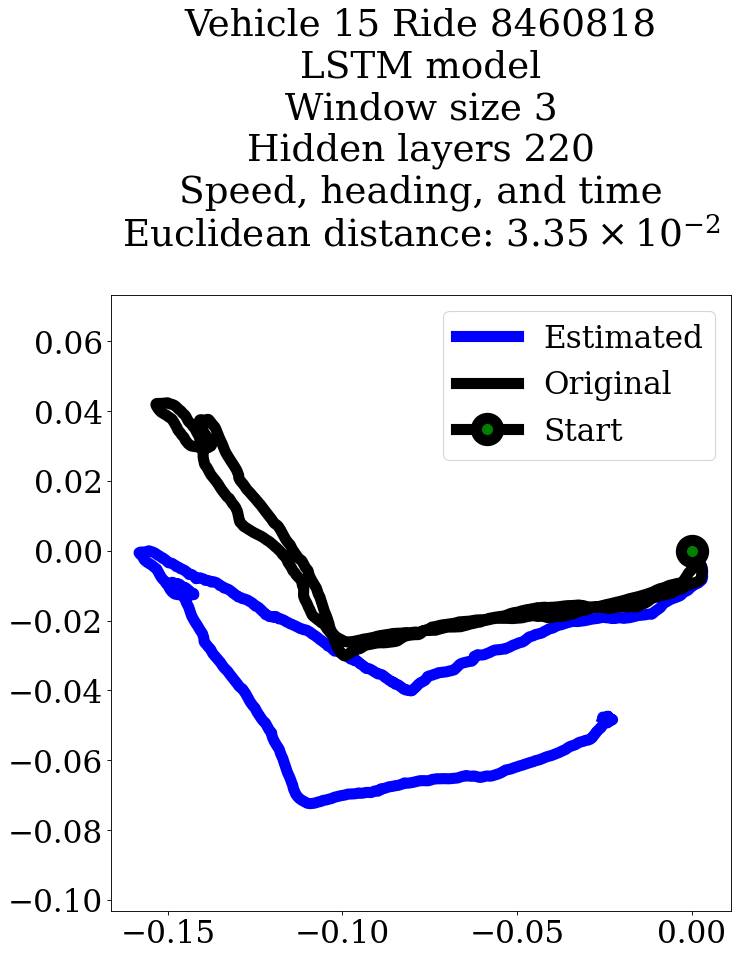 Vehicle 15 Ride 8460818
LSTM model
Window size 3
Hidden layers 220
Speed, heading, and time
Euclidean distance: 3.35 × 10⁻²
Estimated
Original
Start
0.06
0.04
0.02
0.00
−0.02
−0.04
−0.06
−0.08
−0.10
−0.15
−0.10
−0.05
0.00